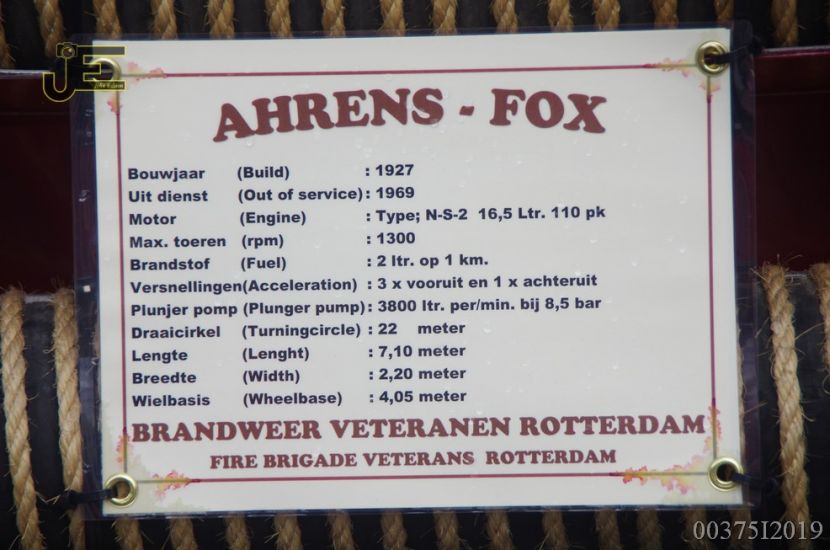 JE
AHRENS - FOX
Bouwjaar (Build) : 1927
Uit dienst (Out of service) : 1969
Motor (Engine) : Type; N-S-2 16,5 Ltr. 110 pk
Max. toeren (rpm) : 1300
Brandstof (Fuel) : 2 ltr. op 1 km.
Versnellingen (Acceleration) : 3 x vooruit en 1 x achteruit
Plunjer pomp (Plunger pump) : 3800 ltr. per/min. bij 8,5 bar
Draaicirkel (Turningcircle) : 22 meter
Lengte (Lenght) : 7,10 meter
Breedte (Width) : 2,20 meter
Wielbasis (Wheelbase) : 4,05 meter
BRANDWEER VETERANEN ROTTERDAM
FIRE BRIGADE VETERANS ROTTERDAM
00375I2019